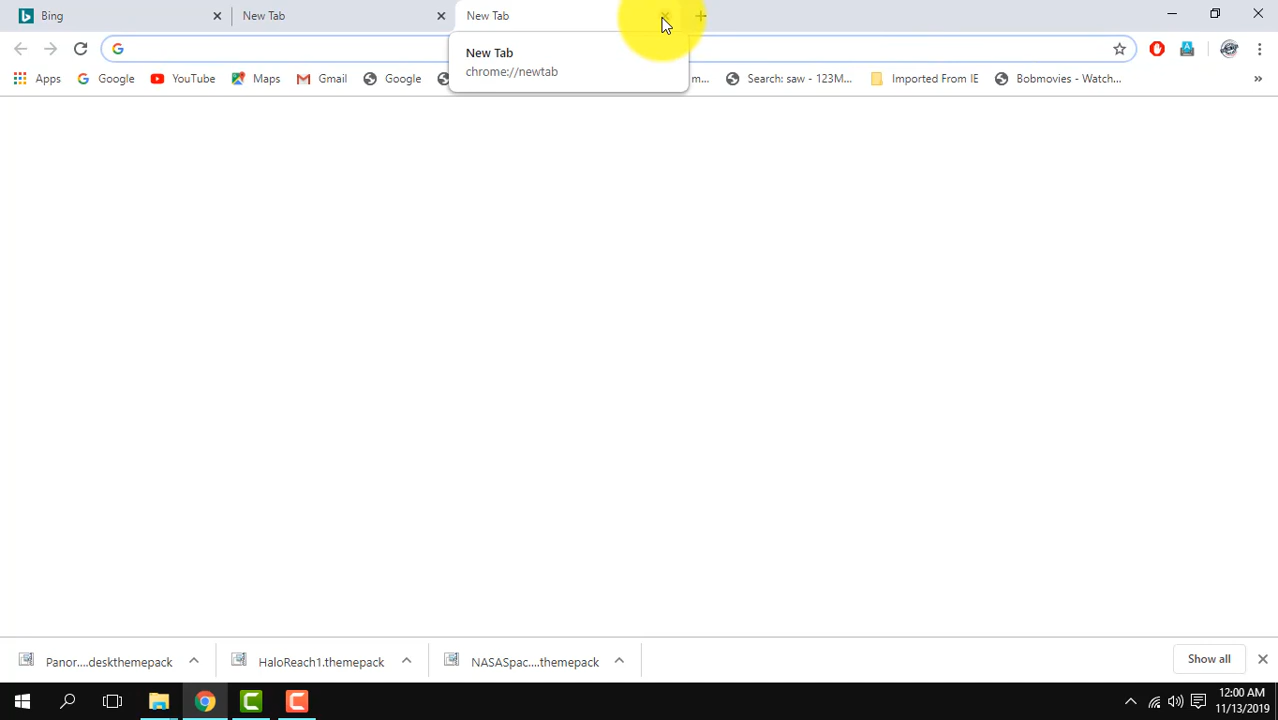 Bing
New Tab
New Tab
New Tab
chrome://newtab
Apps
Google
YouTube
Maps
Gmail
Google
m...
Search: saw - 123M...
Imported From IE
Bobmovies - Watch...
»
Panor....deskthemepack
HaloReach1.themepack
NASASpac....themepack
Show all
12:00 AM
11/13/2019